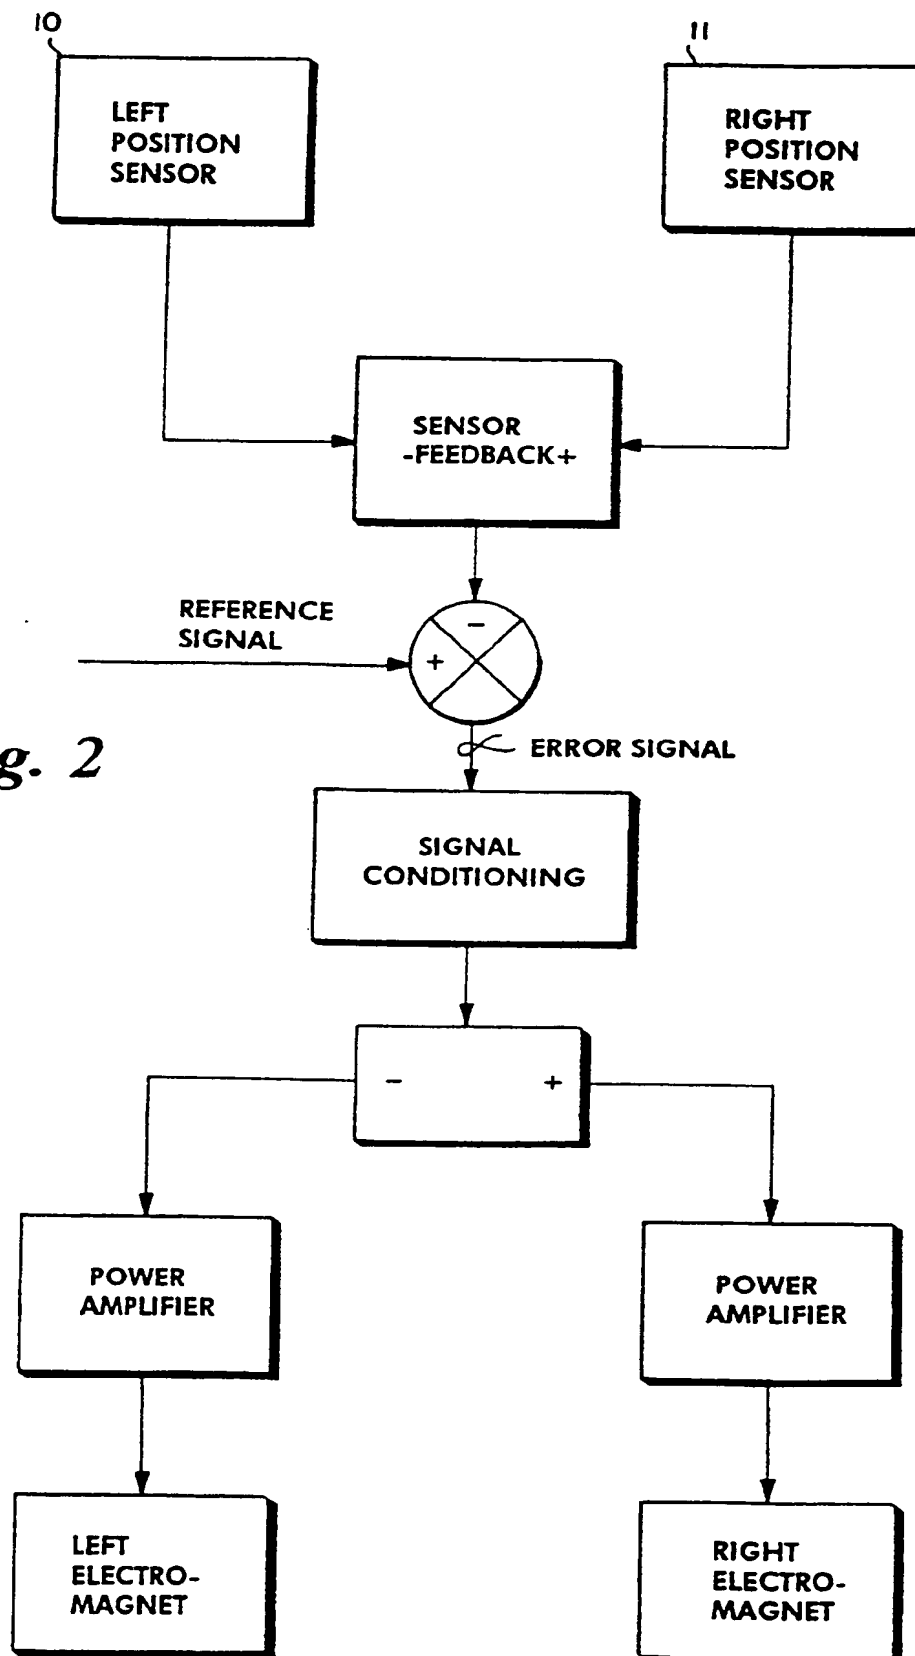 10
11
LEFT
POSITION
SENSOR
RIGHT
POSITION
SENSOR
SENSOR
-FEEDBACK+
REFERENCE
SIGNAL
-
+
g. 2
ERROR SIGNAL
SIGNAL
CONDITIONING
- +
POWER
AMPLIFIER
POWER
AMPLIFIER
LEFT
ELECTRO-
MAGNET
RIGHT
ELECTRO-
MAGNET